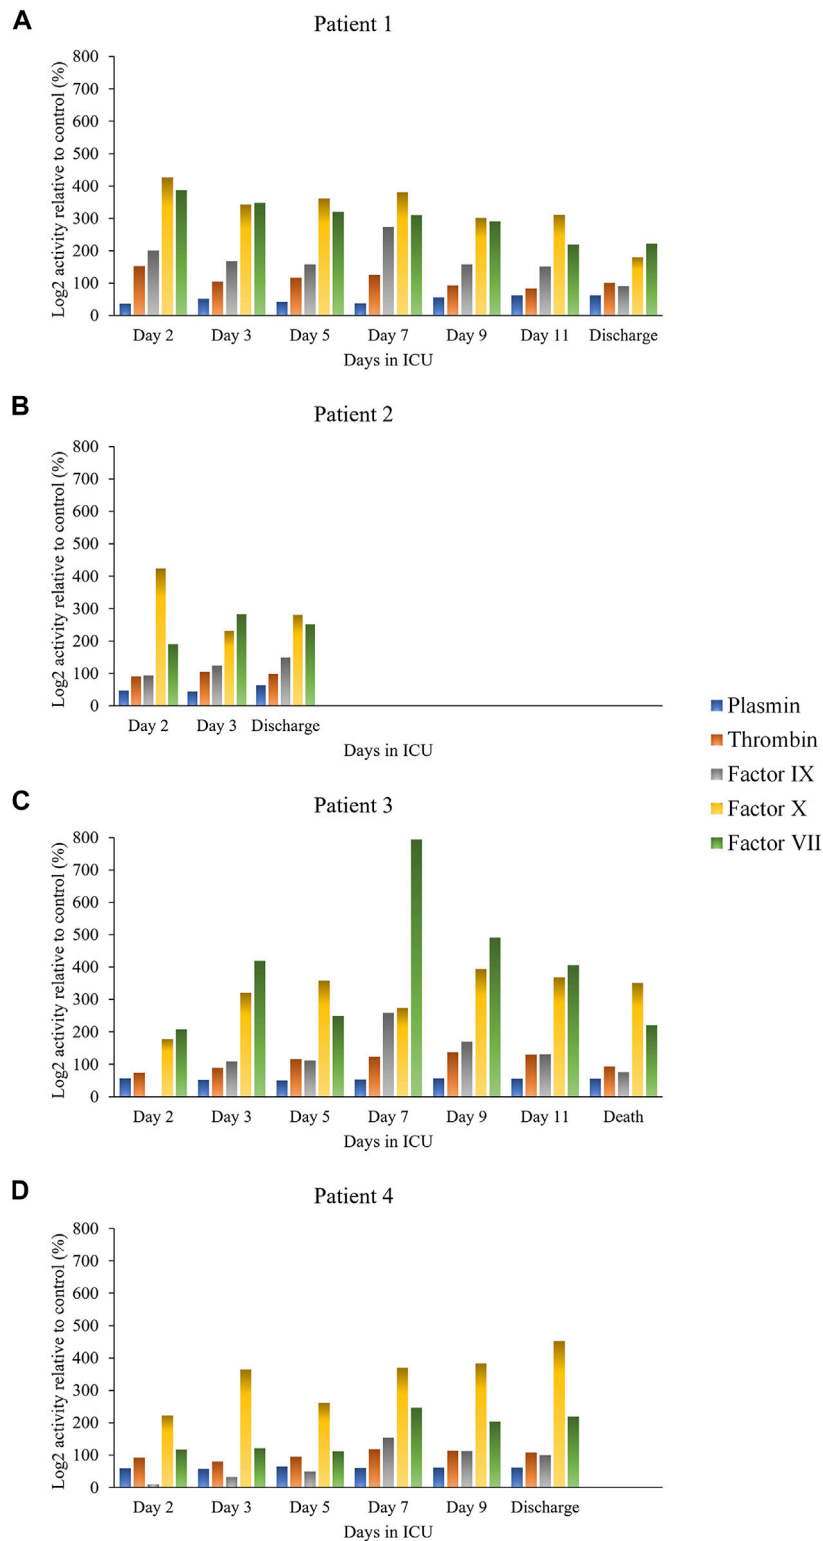 A
Patient 1
Log2 activity relative to control (%)
800
700
600
500
400
300
200
100
0
Day 2 Day 3 Day 5 Day 7 Day 9 Day 11 Discharge
Days in ICU
B
Patient 2
Log2 activity relative to control (%)
800
700
600
500
400
300
200
100
0
Day 2 Day 3 Discharge
Days in ICU
Plasmin
Thrombin
Factor IX
Factor X
Factor VII
C
Patient 3
Log2 activity relative to control (%)
800
700
600
500
400
300
200
100
0
Day 2 Day 3 Day 5 Day 7 Day 9 Day 11 Death
Days in ICU
D
Patient 4
Log2 activity relative to control (%)
800
700
600
500
400
300
200
100
0
Day 2 Day 3 Day 5 Day 7 Day 9 Discharge
Days in ICU